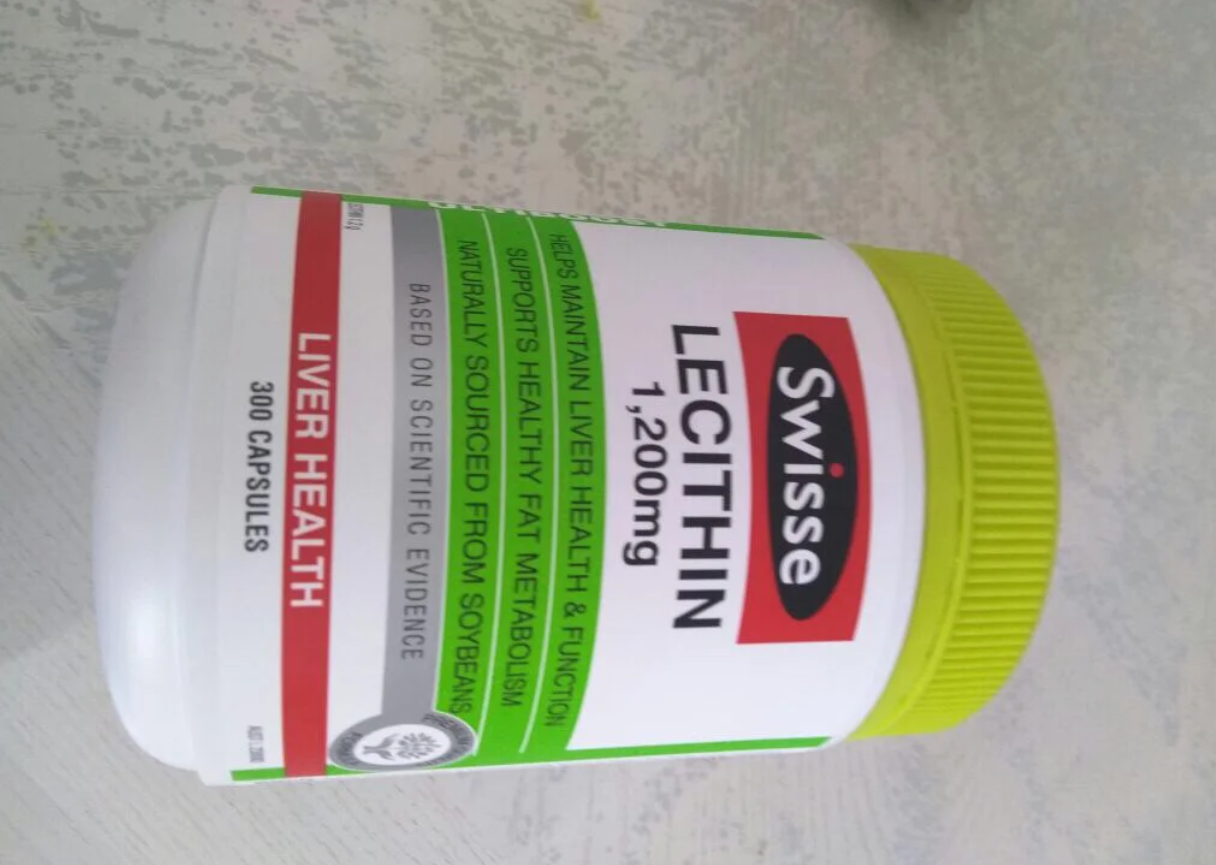 Swisse
LECITHIN
1,200mg
HELPS MAINTAIN LIVER HEALTH & FUNCTION
SUPPORTS HEALTHY FAT METABOLISM
NATURALLY SOURCED FROM SOYBEANS
BASED ON SCIENTIFIC EVIDENCE
LIVER HEALTH
300 CAPSULES